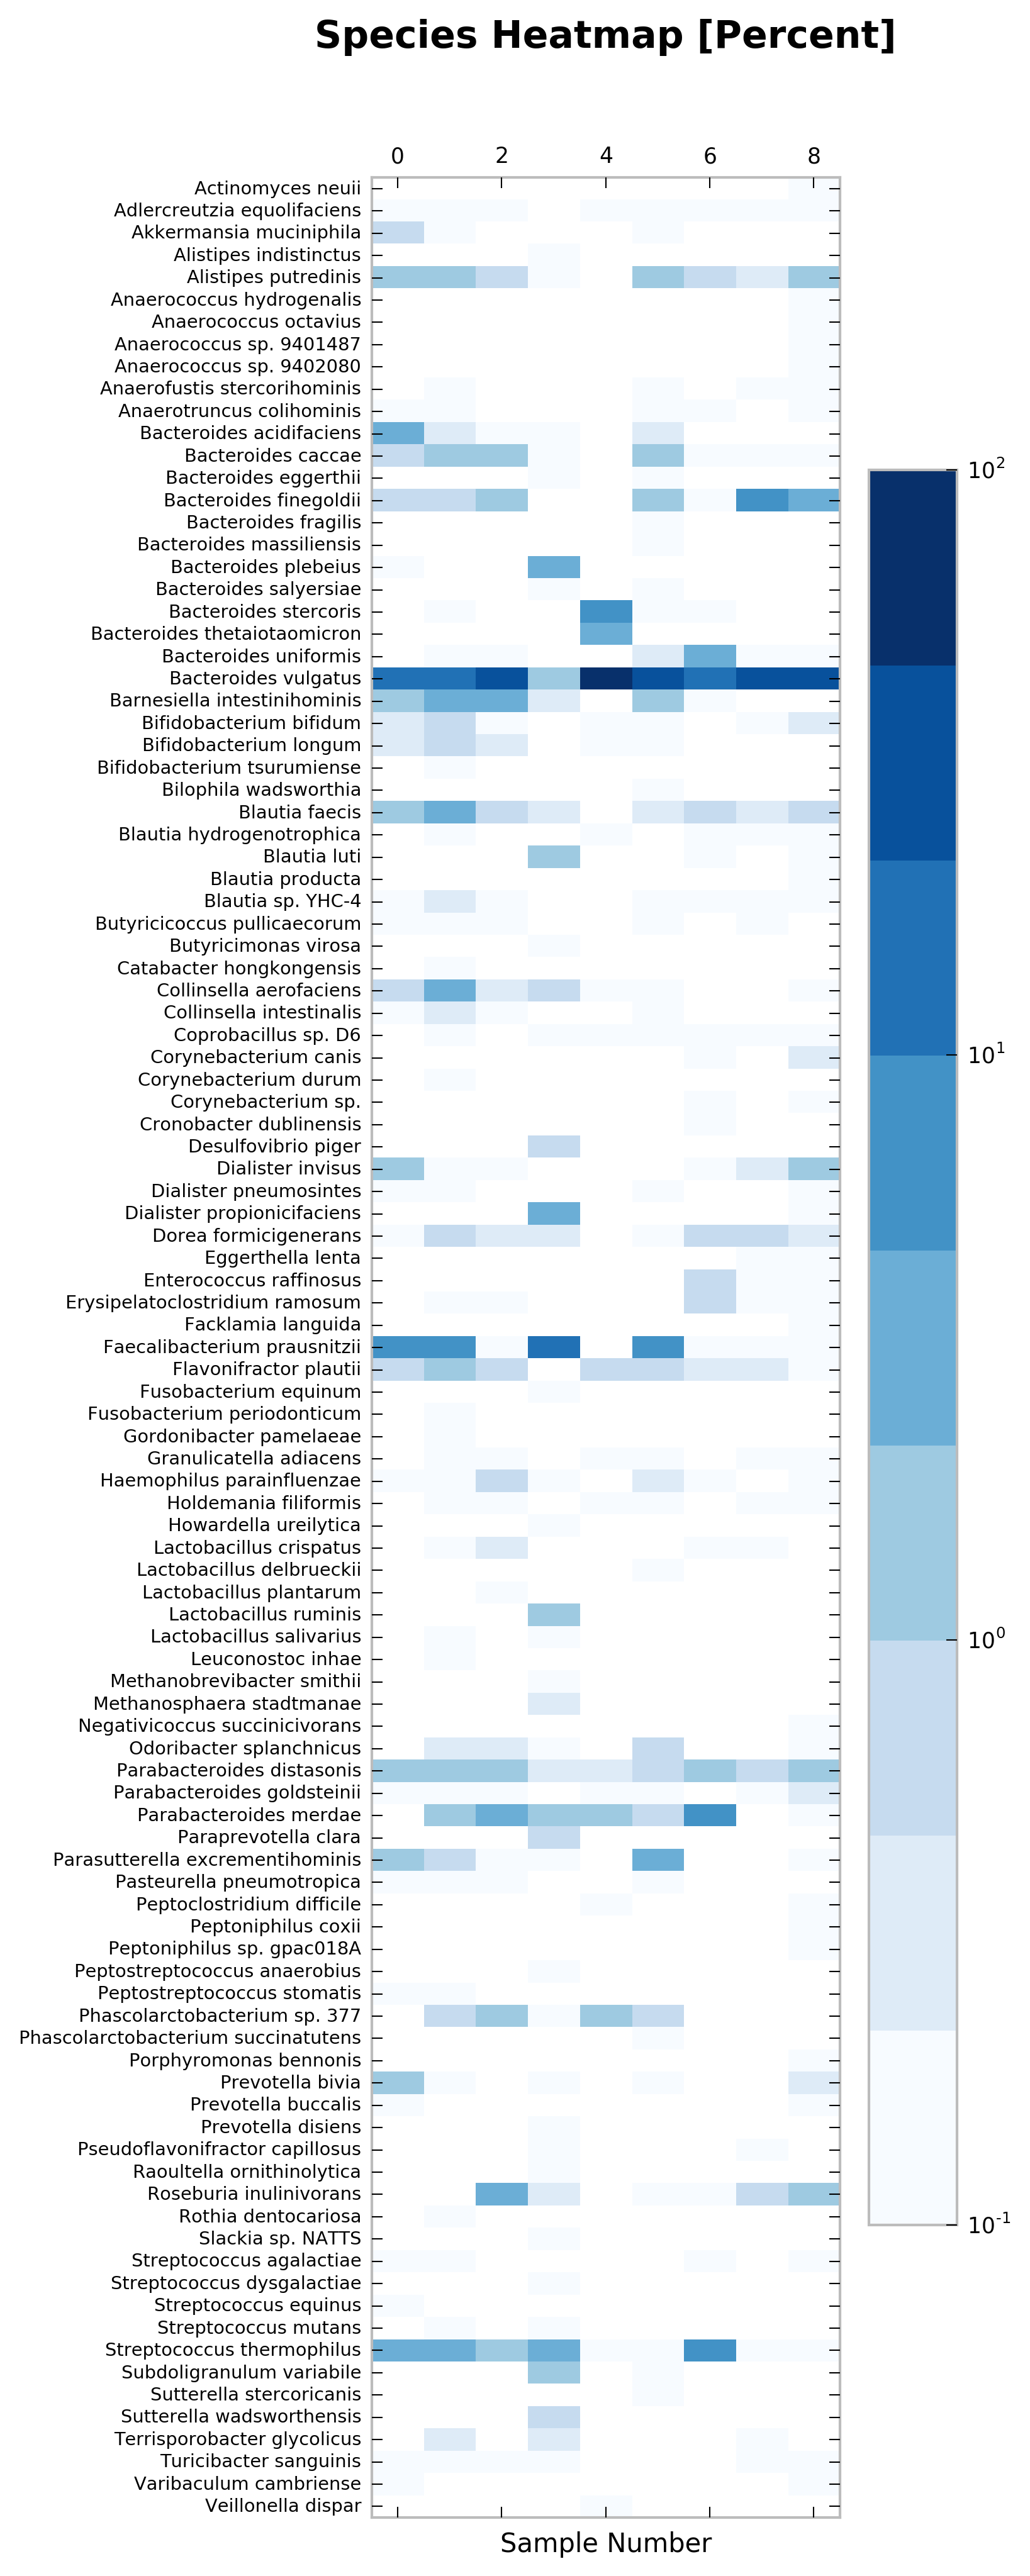 Species Heatmap [Percent]
0 2 4 6 8
Actinomyces neuii
Adlercreutzia equolifaciens
Akkermansia muciniphila
Alistipes indistinctus
Alistipes putredinis
Anaerococcus hydrogenalis
Anaerococcus octavius
Anaerococcus sp. 9401487
Anaerococcus sp. 9402080
Anaerofustis stercorihominis
Anaerotruncus colihominis
Bacteroides acidifaciens
Bacteroides caccae
Bacteroides eggerthii
Bacteroides finegoldii
Bacteroides fragilis
Bacteroides massiliensis
Bacteroides plebeius
Bacteroides salyersiae
Bacteroides stercoris
Bacteroides thetaiotaomicron
Bacteroides uniformis
Bacteroides vulgatus
Barnesiella intestinihominis
Bifidobacterium bifidum
Bifidobacterium longum
Bifidobacterium tsurumiense
Bilophila wadsworthia
Blautia faecis
Blautia hydrogenotrophica
Blautia luti
Blautia producta
Blautia sp. YHC-4
Butyricicoccus pullicaecorum
Butyricimonas virosa
Catabacter hongkongensis
Collinsella aerofaciens
Collinsella intestinalis
Coprobacillus sp. D6
Corynebacterium canis
Corynebacterium durum
Corynebacterium sp.
Cronobacter dublinensis
Desulfovibrio piger
Dialister invisus
Dialister pneumosintes
Dialister propionicifaciens
Dorea formicigenerans
Eggerthella lenta
Enterococcus raffinosus
Erysipelatoclostridium ramosum
Facklamia languida
Faecalibacterium prausnitzii
Flavonifractor plautii
Fusobacterium equinum
Fusobacterium periodonticum
Gordonibacter pamelaeae
Granulicatella adiacens
Haemophilus parainfluenzae
Holdemania filiformis
Howardella ureilytica
Lactobacillus crispatus
Lactobacillus delbrueckii
Lactobacillus plantarum
Lactobacillus ruminis
Lactobacillus salivarius
Leuconostoc inhae
Methanobrevibacter smithii
Methanosphaera stadtmanae
Negativicoccus succinicivorans
Odoribacter splanchnicus
Parabacteroides distasonis
Parabacteroides goldsteinii
Parabacteroides merdae
Paraprevotella clara
Parasutterella excrementihominis
Pasteurella pneumotropica
Peptoclostridium difficile
Peptoniphilus coxii
Peptoniphilus sp. gpac018A
Peptostreptococcus anaerobius
Peptostreptococcus stomatis
Phascolarctobacterium sp. 377
Phascolarctobacterium succinatutens
Porphyromonas bennonis
Prevotella bivia
Prevotella buccalis
Prevotella disiens
Pseudoflavonifractor capillosus
Raoultella ornithinolytica
Roseburia inulinivorans
Rothia dentocariosa
Slackia sp. NATTS
Streptococcus agalactiae
Streptococcus dysgalactiae
Streptococcus equinus
Streptococcus mutans
Streptococcus thermophilus
Subdoligranulum variabile
Sutterella stercoricanis
Sutterella wadsworthensis
Terrisporobacter glycolicus
Turicibacter sanguinis
Varibaculum cambriense
Veillonella dispar
Sample Number
10²
10¹
10⁰
10⁻¹